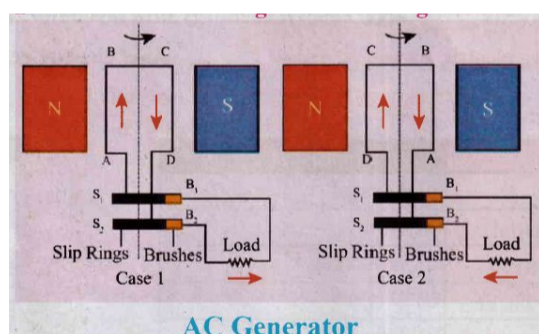 B C
N S
A D
S₁ B₁
S₂ B₂
Slip Rings Brushes Load
Case 1
C B
N S
D A
S₁ B₁
S₂ B₂
Slip Rings Brushes Load
Case 2
AC Generator